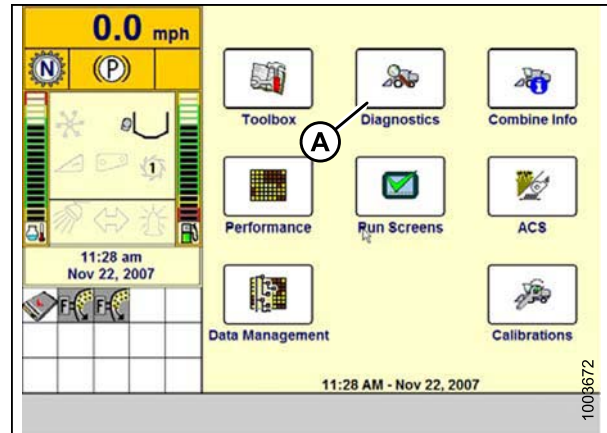 0.0 mph
N
(P)
1
11:28 am
Nov 22, 2007
F
F
Toolbox
Diagnostics
Combine Info
A
Performance
Run Screens
ACS
Data Management
Calibrations
11:28 AM - Nov 22, 2007
1003672